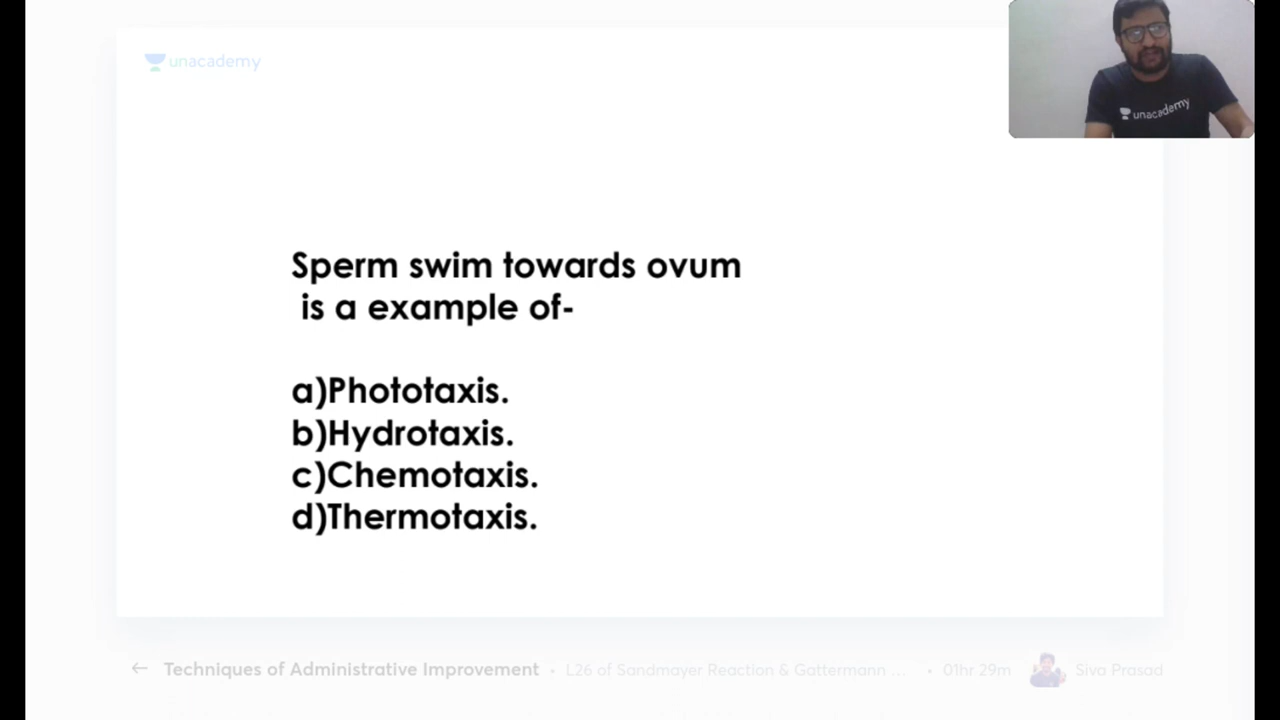 unacademy
unacademy
Sperm swim towards ovum
is a example of-
a)Phototaxis.
b)Hydrotaxis.
c)Chemotaxis.
d)Thermotaxis.
Techniques of Administrative Improvement • L26 of Sandmayer Reaction & Gattermann ... • 01hr 29m Siva Prasad